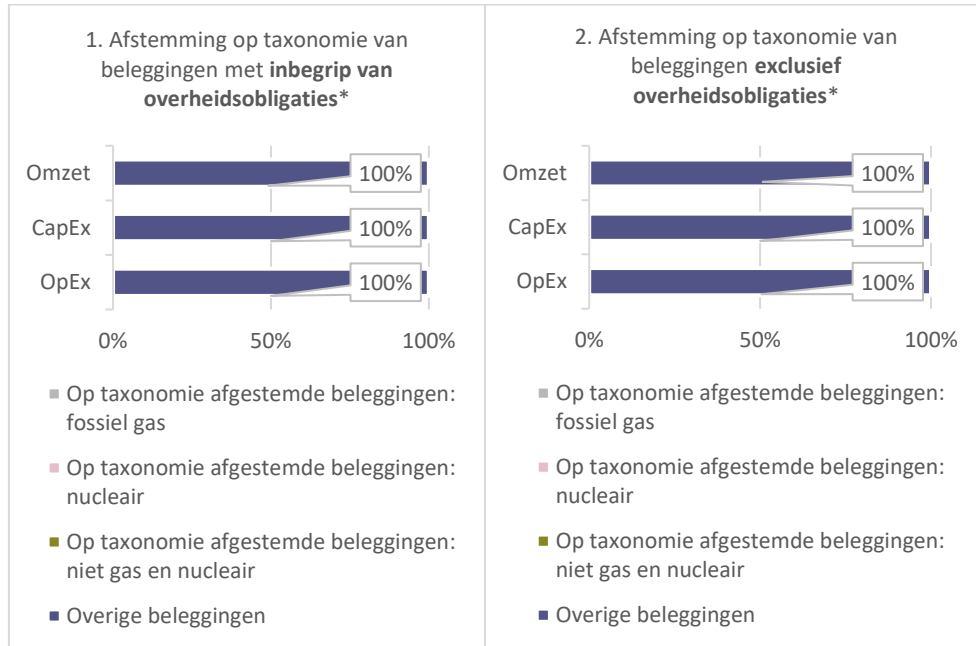 1. Afstemming op taxonomie van
beleggingen met inbegrip van
overheidsobligaties*
Omzet
100%
CapEx
100%
OpEx
100%
0%
50%
100%
Op taxonomie afgestemde beleggingen:
fossiel gas
Op taxonomie afgestemde beleggingen:
nucleair
Op taxonomie afgestemde beleggingen:
niet gas en nucleair
Overige beleggingen
2. Afstemming op taxonomie van
beleggingen exclusief
overheidsobligaties*
Omzet
100%
CapEx
100%
OpEx
100%
0%
50%
100%
Op taxonomie afgestemde beleggingen:
fossiel gas
Op taxonomie afgestemde beleggingen:
nucleair
Op taxonomie afgestemde beleggingen:
niet gas en nucleair
Overige beleggingen